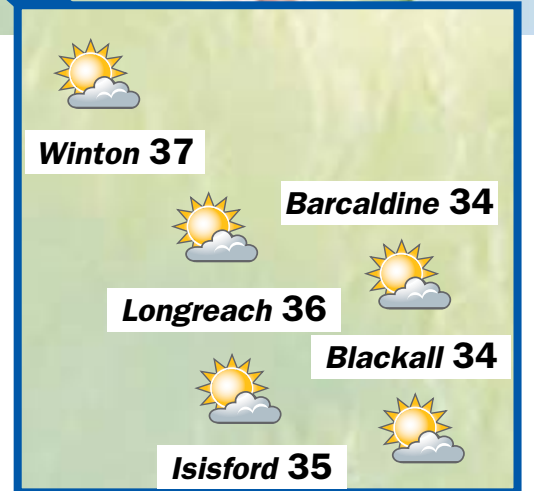 Winton 37
Barcaldine 34
Longreach 36
Blackall 34
Isisford 35